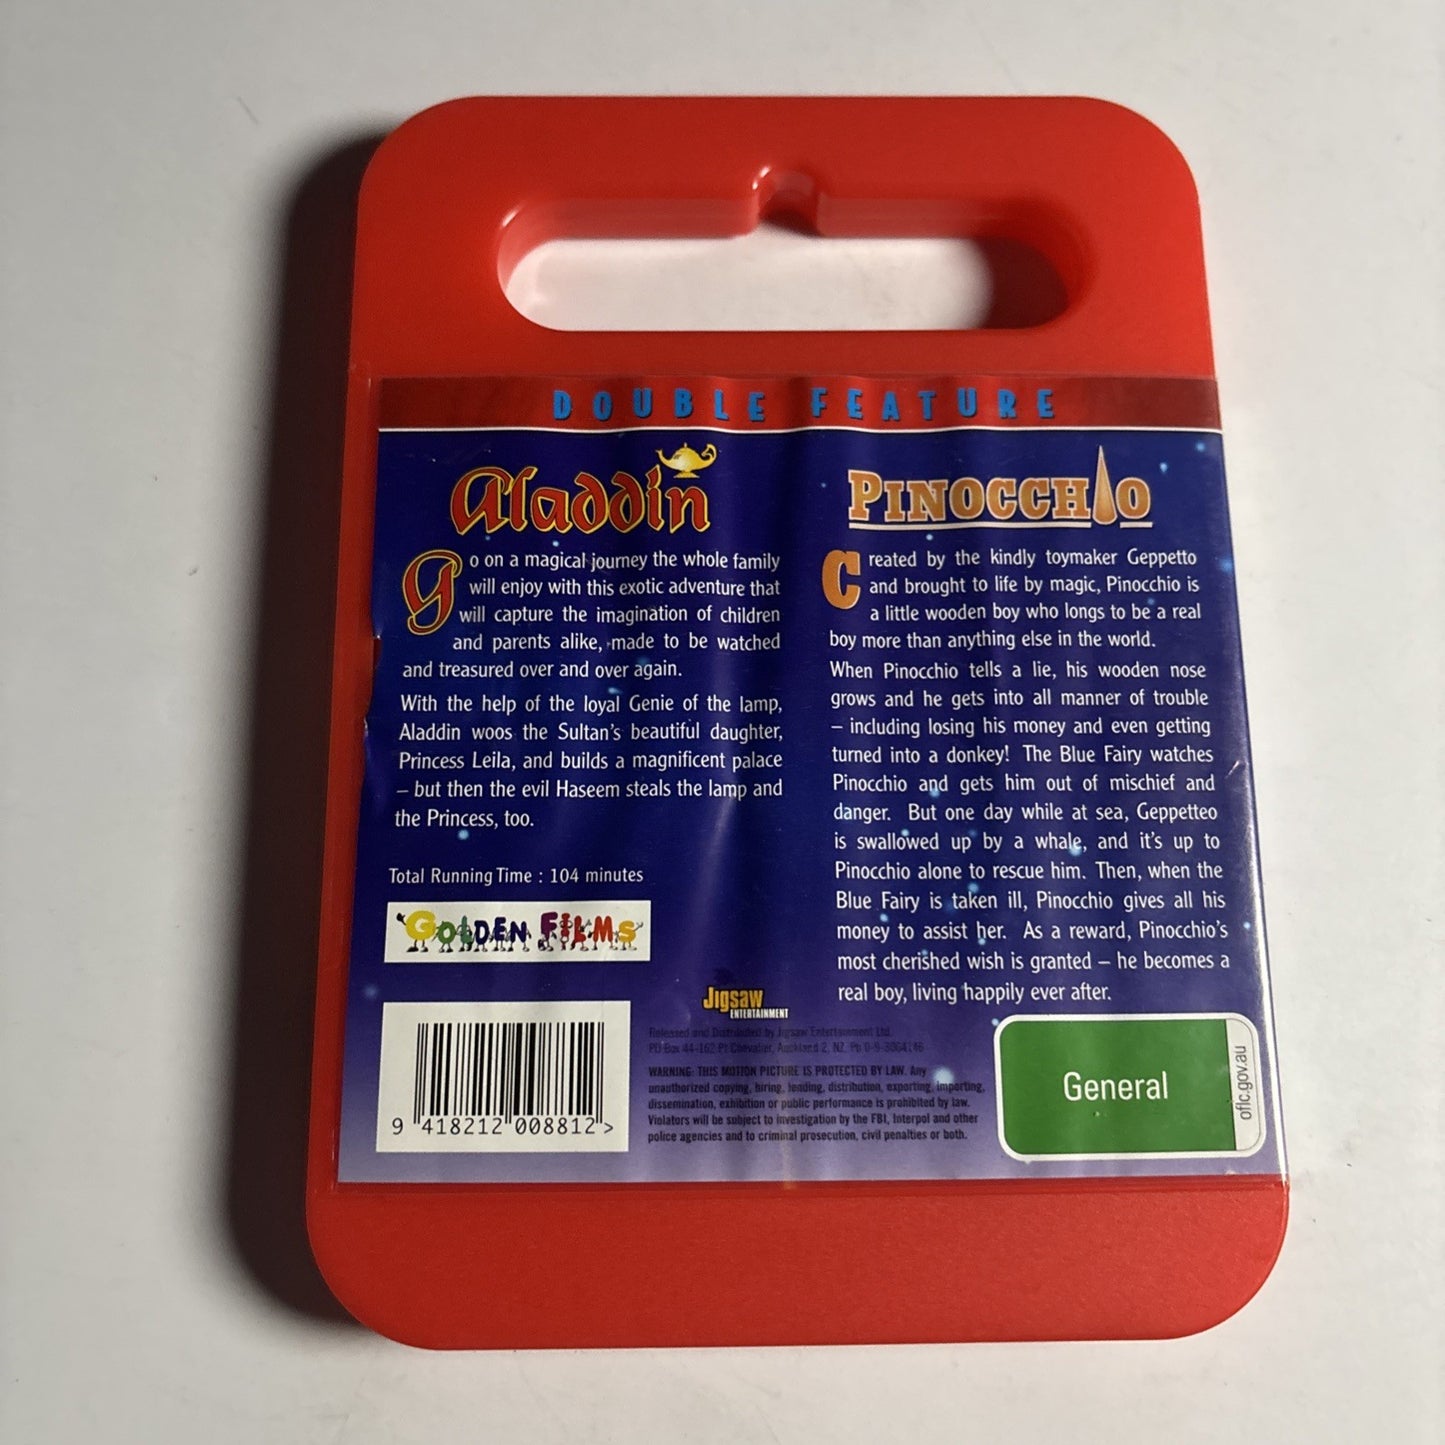 DOUBLE FEATURE
Aladdin
Go on a magical journey the whole family
will enjoy with this exotic adventure that
will capture the imagination of children
and parents alike, made to be watched
and treasured over and over again.
With the help of the loyal Genie of the lamp,
Aladdin woos the Sultan's beautiful daughter,
Princess Leila, and builds a magnificent palace
– but then the evil Haseem steals the lamp and
the Princess, too.
Total Running Time : 104 minutes
GOLDEN FILMS
9 418212 008812 >
PINOCCHIO
Created by the kindly toymaker Geppetto
and brought to life by magic, Pinocchio is
a little wooden boy who longs to be a real
boy more than anything else in the world.
When Pinocchio tells a lie, his wooden nose
grows and he gets into all manner of trouble
– including losing his money and even getting
turned into a donkey! The Blue Fairy watches
Pinocchio and gets him out of mischief and
danger. But one day while at sea, Geppetteo
is swallowed up by a whale, and it's up to
Pinocchio alone to rescue him. Then, when the
Blue Fairy is taken ill, Pinocchio gives all his
money to assist her. As a reward, Pinocchio's
most cherished wish is granted – he becomes a
real boy, living happily ever after.
Jigsaw
ENTERTAINMENT
Released and Distributed by Jigsaw Entertainment Ltd.
PO Box 44-162 Pt Chevalier, Auckland 2, NZ. Ph 0-9-
WARNING: THIS MOTION PICTURE IS PROTECTED BY LAW. Any
unauthorized copying, hiring, lending, distribution, exporting, importing,
dissemination, exhibition or public performance is prohibited by law.
Violators will be subject to investigation by the FBI, Interpol and other
police agencies and to criminal prosecution, civil penalties or both.
General
oflc.gov.au